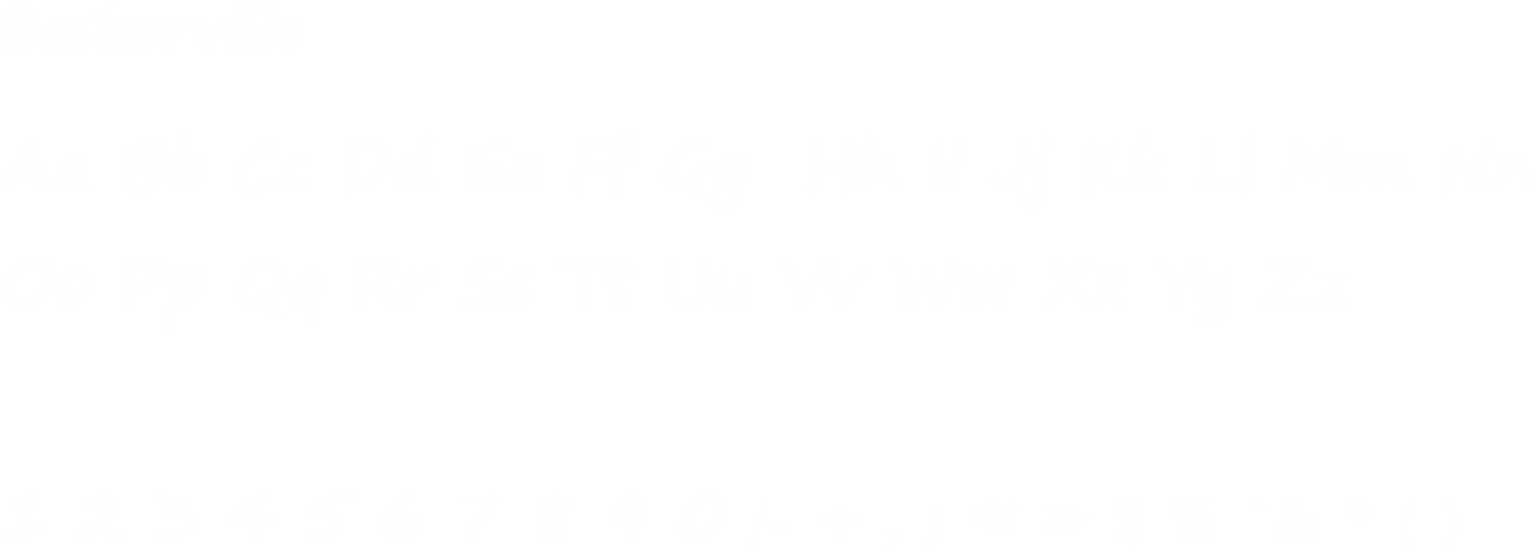 Baskerville
Aa Bb Cc Dd Ee Ff Gg Hh Ii Jj Kk Ll Mm Nn
Oo Pp Qq Rr Ss Tt Uu Vv Ww Xx Yy Zz
1 2 3 4 5 6 7 8 9 0